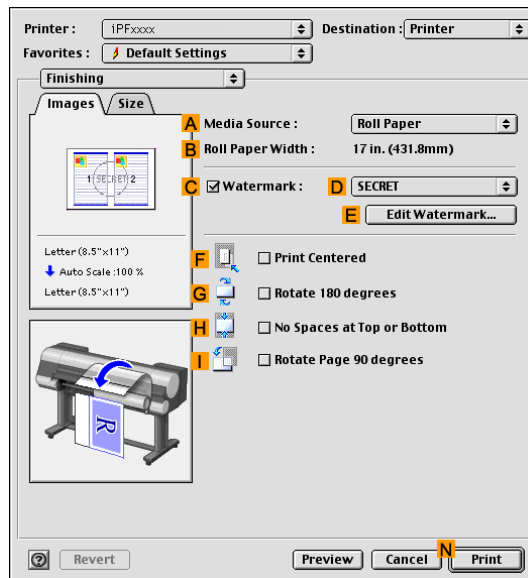 Printer : iPFxxxx Destination : Printer
Favorites : Default Settings
Finishing
Images Size
A Media Source : Roll Paper
B Roll Paper Width : 17 in. (431.8mm)
1 SECRET 2
C Watermark : D SECRET
E Edit Watermark...
Letter (8.5"x11")
Auto Scale :100 %
Letter (8.5"x11")
F Print Centered
G Rotate 180 degrees
H No Spaces at Top or Bottom
I Rotate Page 90 degrees
R
N
? Revert Preview Cancel Print